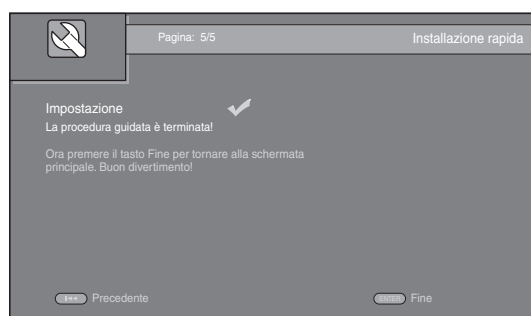 Pagina: 5/5
Installazione rapida
Impostazione
La procedura guidata è terminata!
Ora premere il tasto Fine per tornare alla schermata
principale. Buon divertimento!
Precedente
ENTER Fine